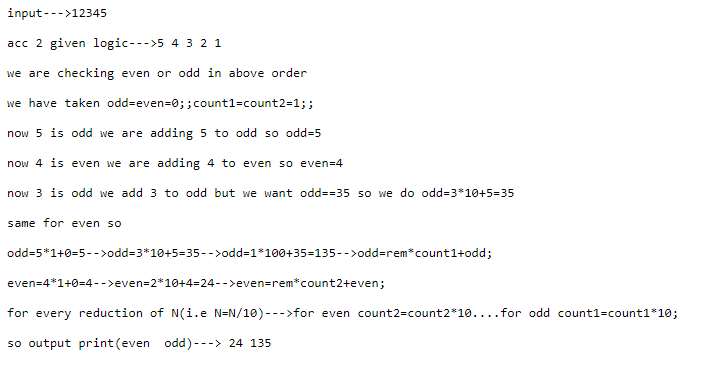 input--->12345
acc 2 given logic--->5 4 3 2 1
we are checking even or odd in above order
we have taken odd=even=0;;count1=count2=1;;
now 5 is odd we are adding 5 to odd so odd=5
now 4 is even we are adding 4 to even so even=4
now 3 is odd we add 3 to odd but we want odd==35 so we do odd=3*10+5=35
same for even so
odd=5*1+0=5-->odd=3*10+5=35-->odd=1*100+35=135-->odd=rem*count1+odd;
even=4*1+0=4-->even=2*10+4=24-->even=rem*count2+even;
for every reduction of N(i.e N=N/10)--->for even count2=count2*10....for odd count1=count1*10;
so output print(even  odd)---> 24 135